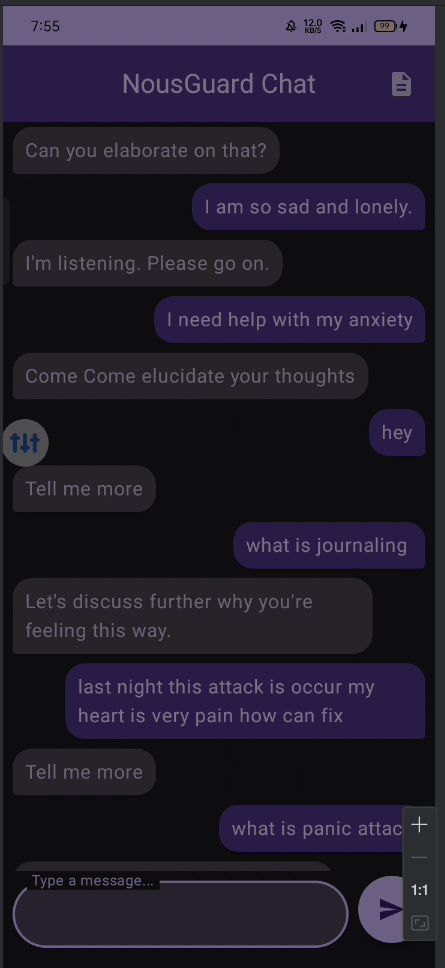 7:55
12.0
KB/S
99
NousGuard Chat
Can you elaborate on that?
I am so sad and lonely.
I'm listening. Please go on.
I need help with my anxiety
Come Come elucidate your thoughts
hey
Tell me more
what is journaling
Let's discuss further why you're
feeling this way.
last night this attack is occur my
heart is very pain how can fix
Tell me more
what is panic attac
Type a message...
1:1